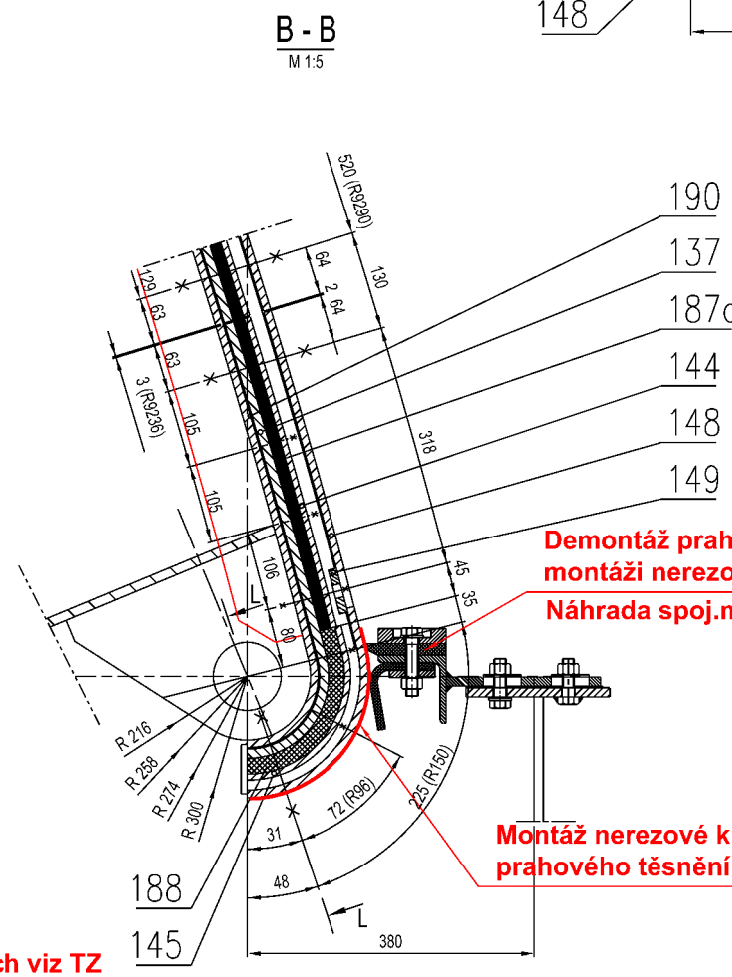 148
B - B
M 1:5
520 (R9290)
190
137
187c
144
148
149
129
63
63
3 (R9236)
105
105
64
2
64
130
318
45
35
106
80
L
Demontáž prah
montáži nerezo
Náhrada spoj.m
R 216
R 258
R 274
R 300
31
72 (R96)
225 (R150)
48
L
380
Montáž nerezové k
prahového těsnění
188
145
ch viz TZ